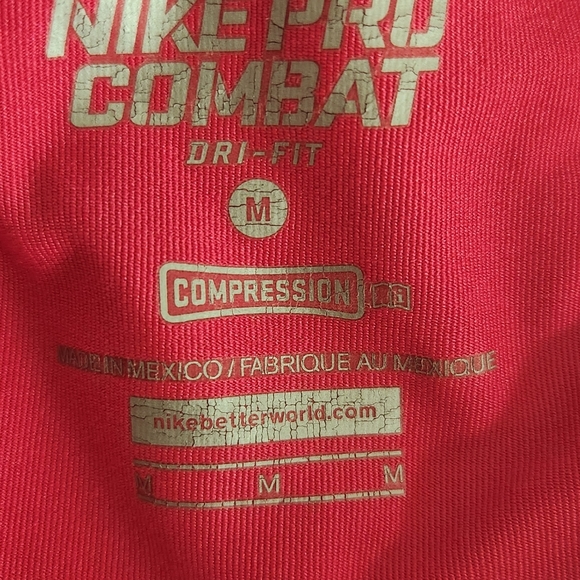 NIKE PRO
COMBAT
DRI-FIT
M
COMPRESSION
MADE IN MEXICO / FABRIQUE AU MEXIQUE
nikebetterworld.com
M M M